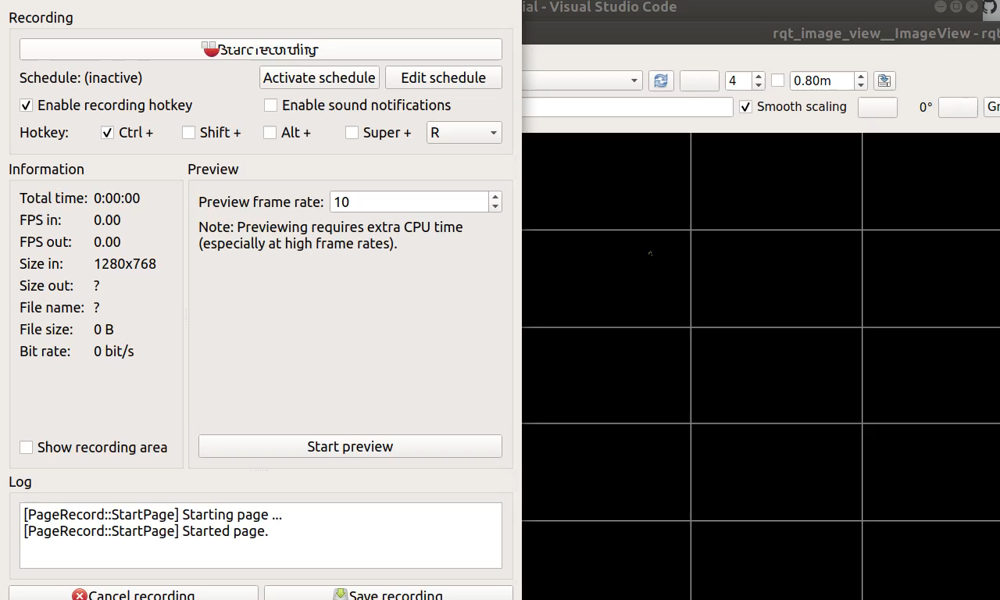 Recording
ial - Visual Studio Code
rqt_image_view__ImageView - rqt
Start recording
Schedule: (inactive)
Activate schedule
Edit schedule
4
0.80m
Enable recording hotkey
Enable sound notifications
Smooth scaling
0°
Gr
Hotkey:
Ctrl +
Shift +
Alt +
Super +
R
Information
Preview
Total time: 0:00:00
FPS in: 0.00
FPS out: 0.00
Size in: 1280x768
Size out: ?
File name: ?
File size: 0 B
Bit rate: 0 bit/s
Show recording area
Preview frame rate: 10
Note: Previewing requires extra CPU time
(especially at high frame rates).
Start preview
Log
[PageRecord::StartPage] Starting page ...
[PageRecord::StartPage] Started page.
Cancel recording
Save recording